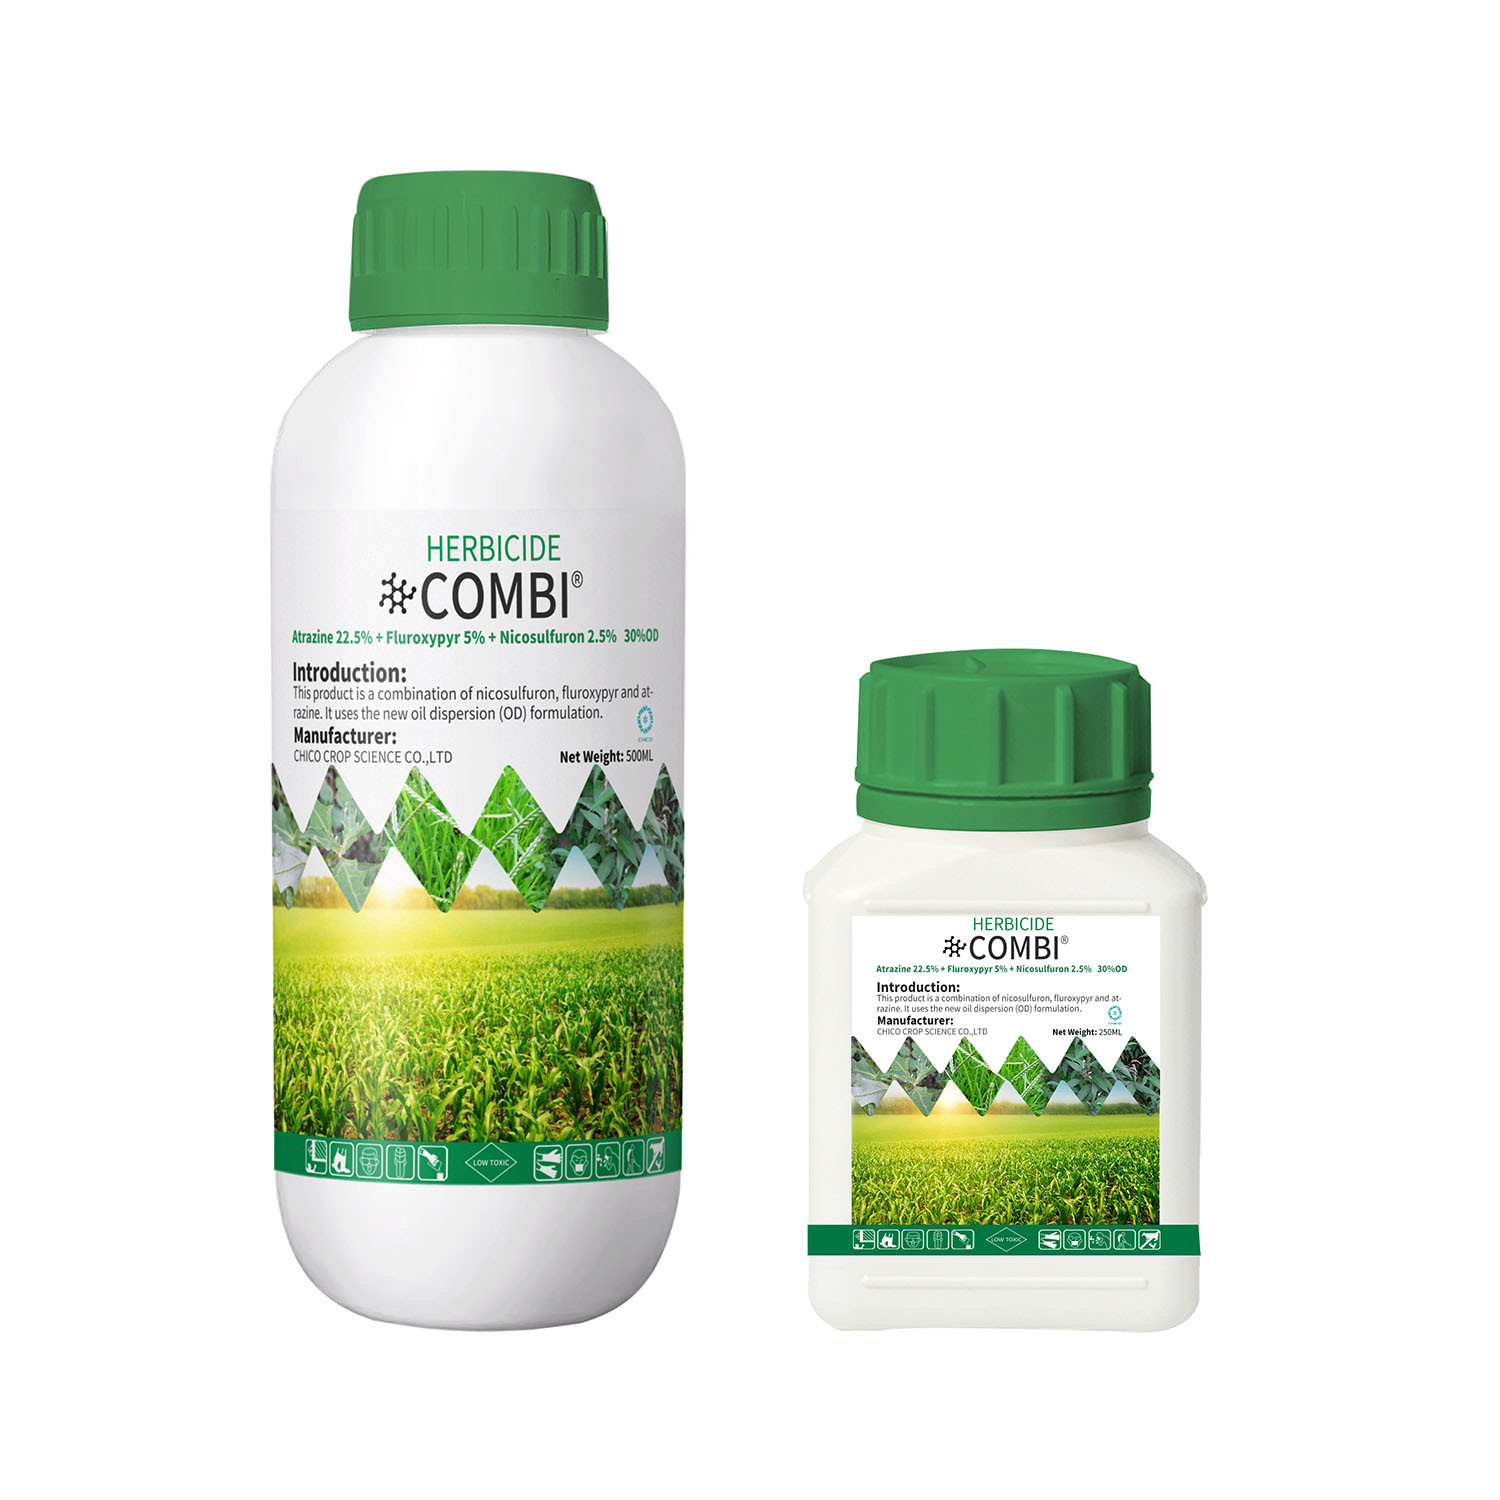 HERBICIDE
COMBI®
Atrazine 22.5% + Fluroxypyr 5% + Nicosulfuron 2.5% 30%OD
Introduction:
This product is a combination of nicosulfuron, fluroxypyr and at-
razine. It uses the new oil dispersion (OD) formulation.
Manufacturer:
CHICO CROP SCIENCE CO.,LTD
Net Weight: 500ML
LOW TOXIC
HERBICIDE
COMBI®
Atrazine 22.5% + Fluroxypyr 5% + Nicosulfuron 2.5% 30%OD
Introduction:
This product is a combination of nicosulfuron, fluroxypyr and at-
razine. It uses the new oil dispersion (OD) formulation.
Manufacturer:
CHICO CROP SCIENCE CO.,LTD
Net Weight: 250ML
LOW TOXIC